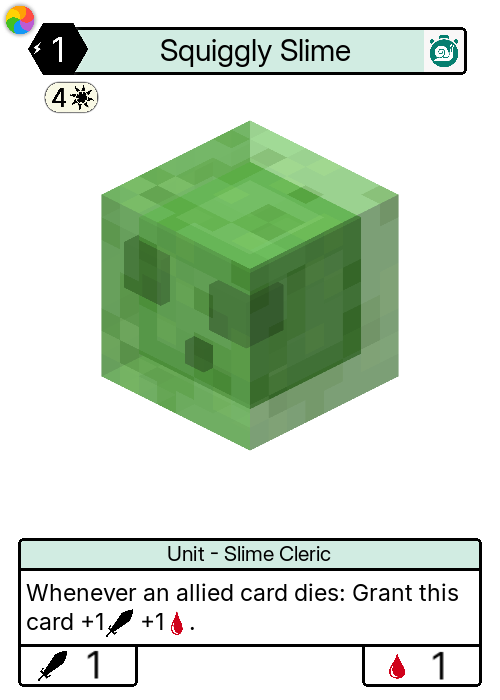 1 Squiggly Slime
4
Unit - Slime Cleric
Whenever an allied card dies: Grant this
card +1 +1 .
1 1